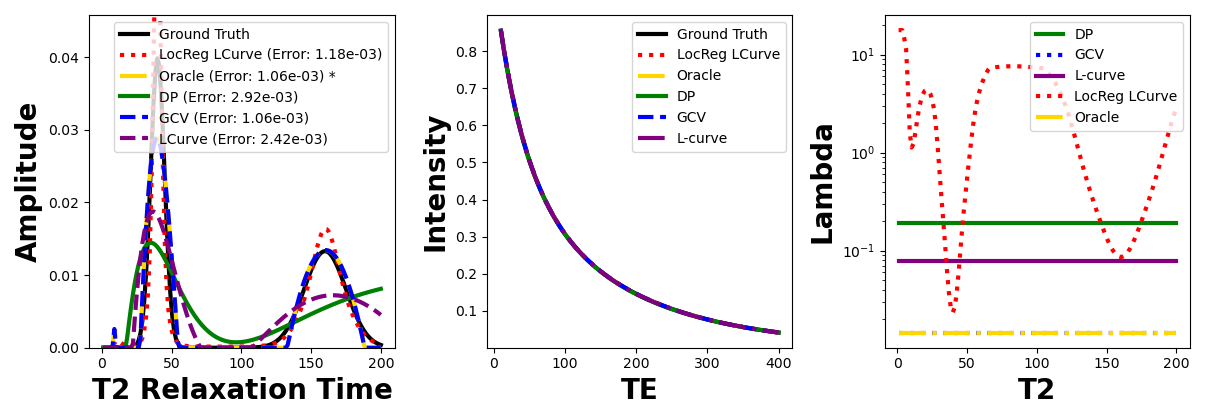 Amplitude
0.04
0.03
0.02
0.01
0.00
0
50
100
150
200
T2 Relaxation Time
Ground Truth
LocReg LCurve (Error: 1.18e-03)
Oracle (Error: 1.06e-03) *
DP (Error: 2.92e-03)
GCV (Error: 1.06e-03)
LCurve (Error: 2.42e-03)
Intensity
0.8
0.7
0.6
0.5
0.4
0.3
0.2
0.1
0
100
200
300
400
TE
Ground Truth
LocReg LCurve
Oracle
DP
GCV
L-curve
Lambda
10¹
10⁰
10⁻¹
0
50
100
150
200
T2
DP
GCV
L-curve
LocReg LCurve
Oracle